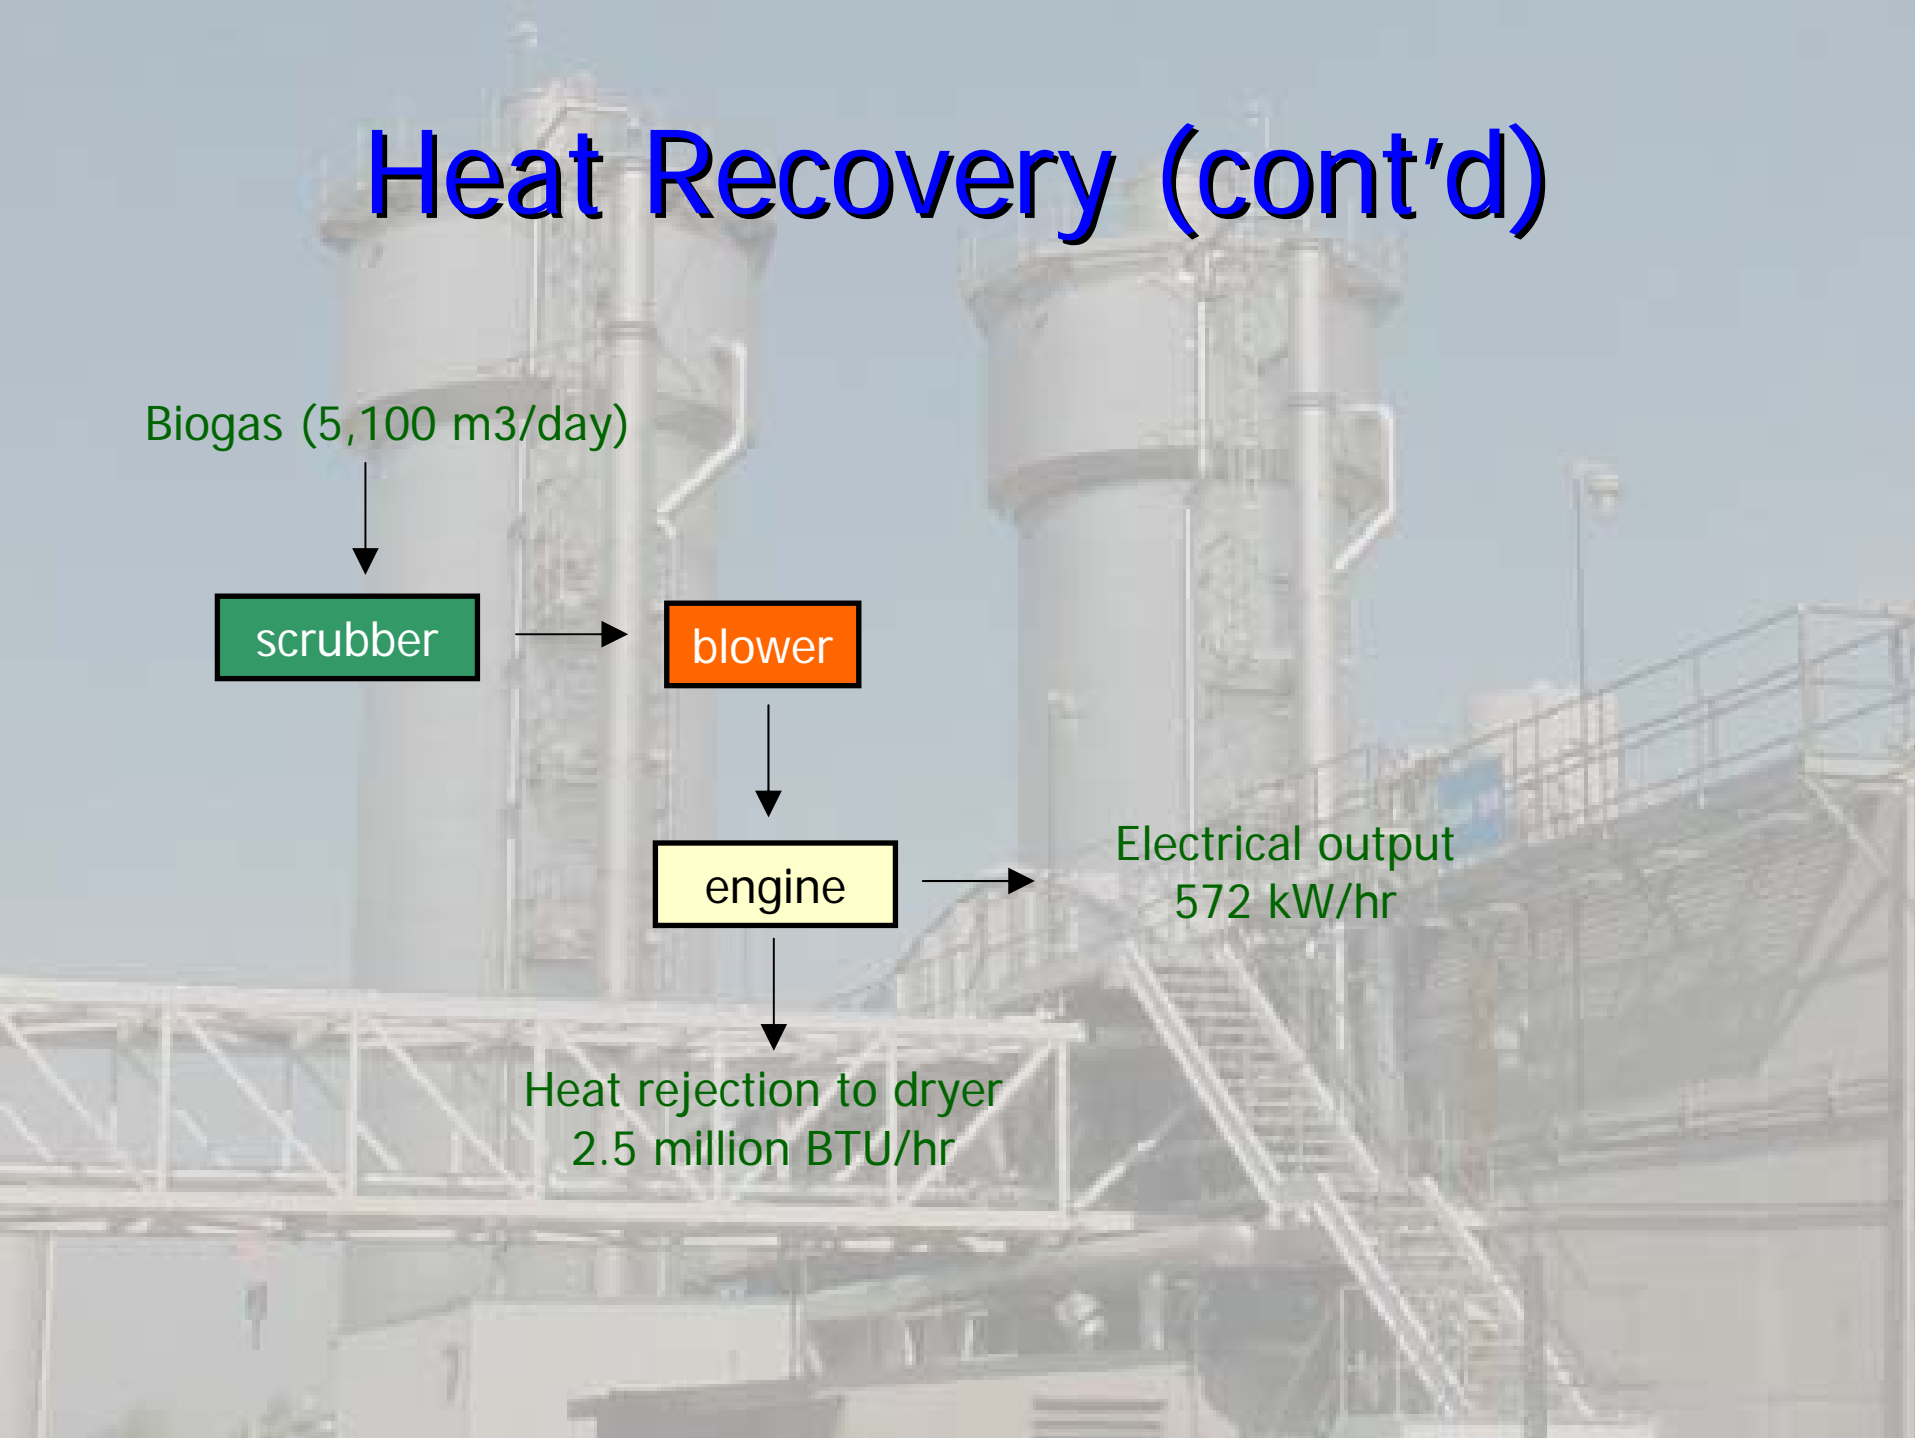 Heat Recovery (cont'd)
Biogas (5,100 m3/day)
scrubber
blower
engine
Electrical output
572 kW/hr
Heat rejection to dryer
2.5 million BTU/hr